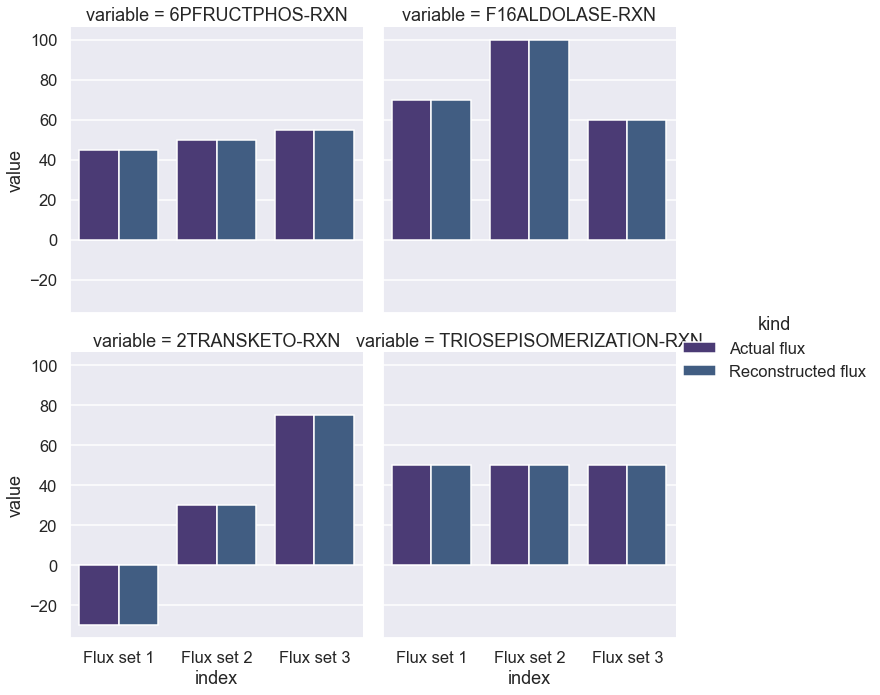 variable = 6PFRUCTPHOS-RXN
variable = F16ALDOLASE-RXN
100
80
60
40
20
0
−20
value
variable = 2TRANSKETO-RXN
variable = TRIOSEPISOMERIZATION-RXN
100
80
60
40
20
0
−20
value
Flux set 1 Flux set 2 Flux set 3
index
Flux set 1 Flux set 2 Flux set 3
index
kind
Actual flux
Reconstructed flux